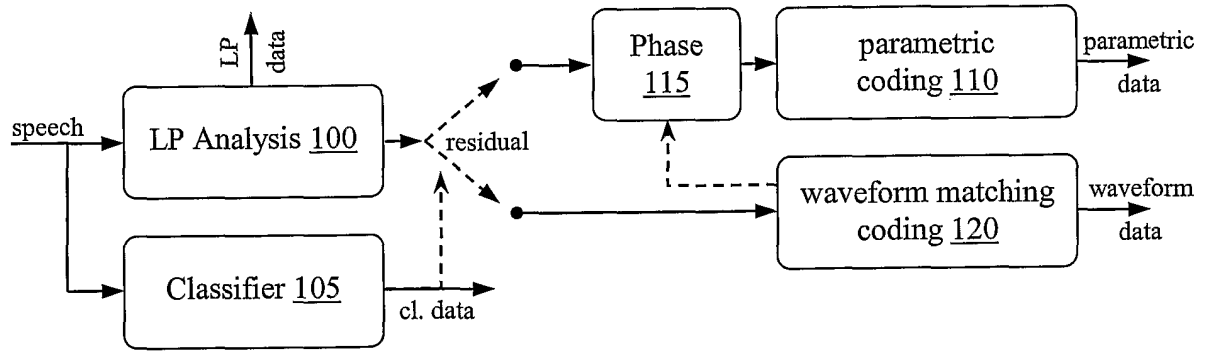 LP
data
speech
LP Analysis 100
residual
Classifier 105
cl. data
Phase
115
parametric
coding 110
parametric
data
waveform matching
coding 120
waveform
data